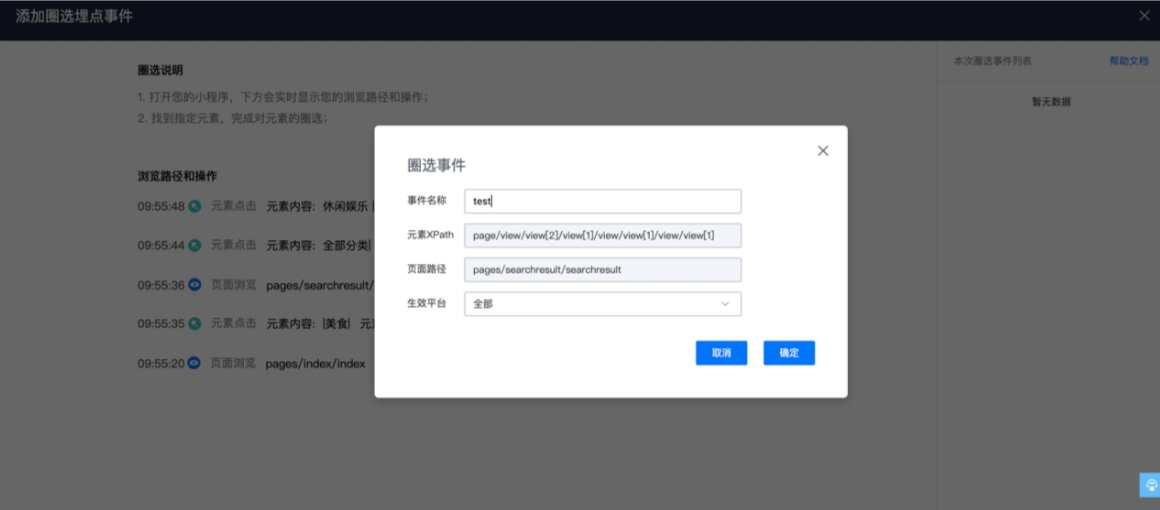 添加圈选埋点事件
圈选说明
1. 打开您的小程序，下方会实时显示您的浏览路径和操作；
2. 找到指定元素，完成对元素的圈选；
浏览路径和操作
09:55:48 元素点击 元素内容：休闲娱乐 |
09:55:44 元素点击 元素内容：全部分类|
09:55:36 页面浏览 pages/searchresult/
09:55:35 元素点击 元素内容：|美食| 元
09:55:20 页面浏览 pages/index/index
圈选事件
事件名称 test
元素XPath page/view/view[2]/view[1]/view/view[1]/view/view[1]
页面路径 pages/searchresult/searchresult
生效平台 全部
取消 确定
本次圈选事件列表 帮助文档
暂无数据